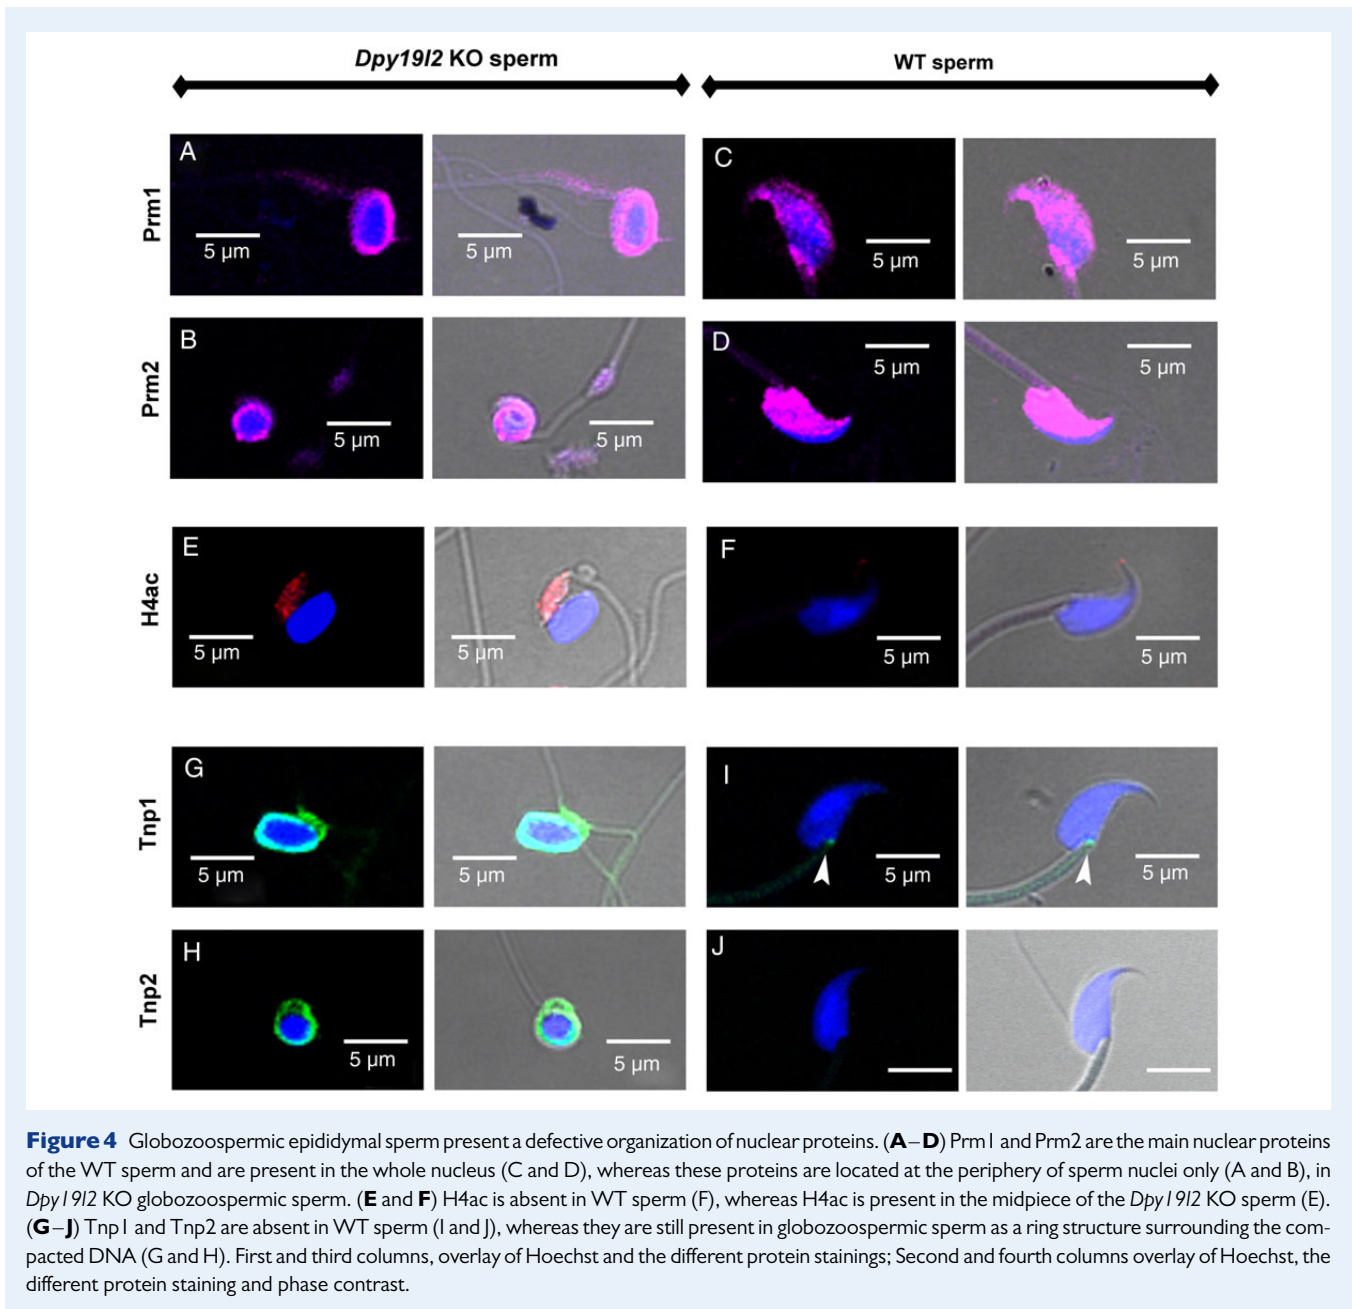 Dpy19l2 KO sperm
WT sperm
Prm1
A
5 µm
5 µm
C
5 µm
5 µm
Prm2
B
5 µm
5 µm
D
5 µm
5 µm
H4ac
E
5 µm
5 µm
F
5 µm
5 µm
Tnp1
G
5 µm
5 µm
I
5 µm
5 µm
Tnp2
H
5 µm
5 µm
J
Figure 4 Globozoospermic epididymal sperm present a defective organization of nuclear proteins. (A–D) Prm1 and Prm2 are the main nuclear proteins
of the WT sperm and are present in the whole nucleus (C and D), whereas these proteins are located at the periphery of sperm nuclei only (A and B), in
Dpy19l2 KO globozoospermic sperm. (E and F) H4ac is absent in WT sperm (F), whereas H4ac is present in the midpiece of the Dpy19l2 KO sperm (E).
(G–J) Tnp1 and Tnp2 are absent in WT sperm (I and J), whereas they are still present in globozoospermic sperm as a ring structure surrounding the com-
pacted DNA (G and H). First and third columns, overlay of Hoechst and the different protein stainings; Second and fourth columns overlay of Hoechst, the
different protein staining and phase contrast.